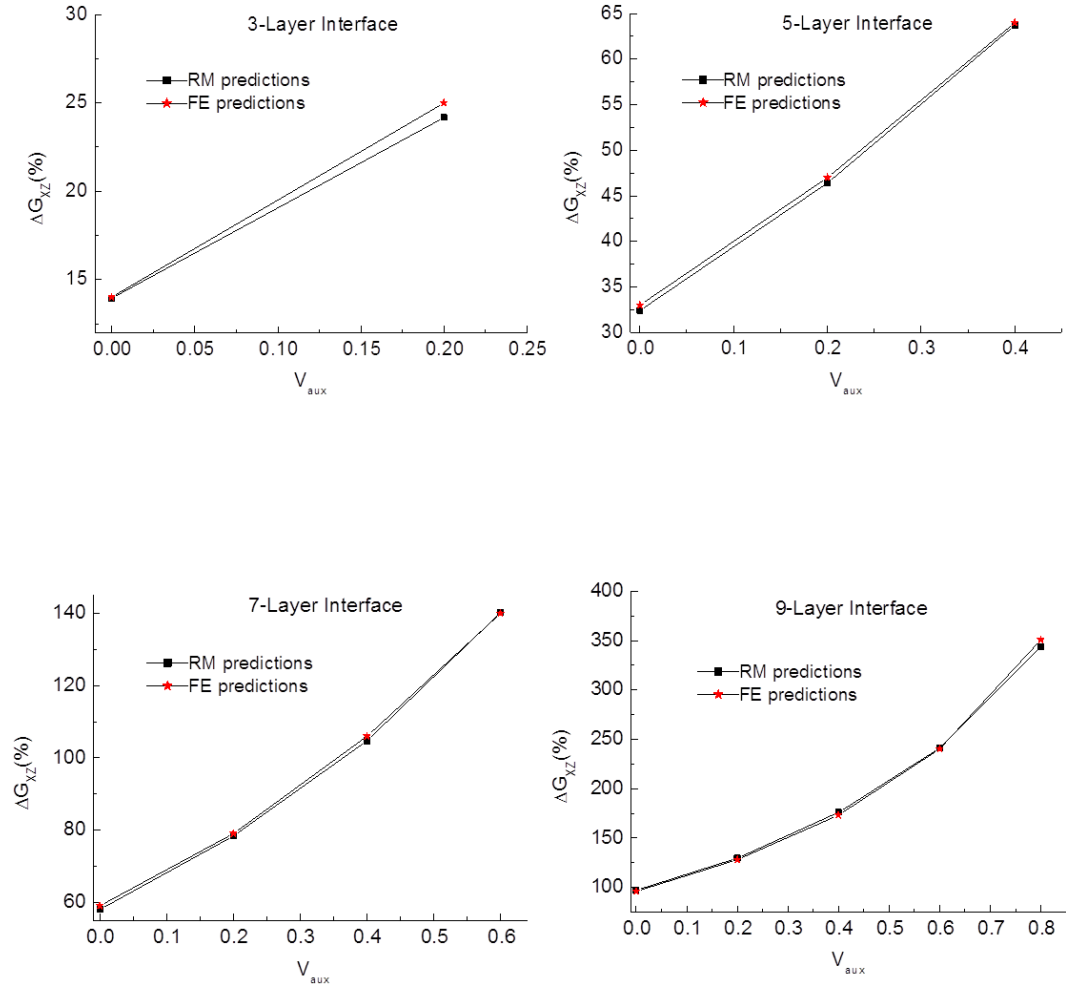 3-Layer Interface
RM predictions
FE predictions
ΔG_XZ(%)
30
25
20
15
0.00 0.05 0.10 0.15 0.20 0.25
V_aux
5-Layer Interface
RM predictions
FE predictions
ΔG_XZ(%)
65
60
55
50
45
40
35
30
0.0 0.1 0.2 0.3 0.4
V_aux
7-Layer Interface
RM predictions
FE predictions
ΔG_XZ(%)
140
120
100
80
60
0.0 0.1 0.2 0.3 0.4 0.5 0.6
V_aux
9-Layer Interface
RM predictions
FE predictions
ΔG_XZ(%)
400
350
300
250
200
150
100
0.0 0.1 0.2 0.3 0.4 0.5 0.6 0.7 0.8
V_aux